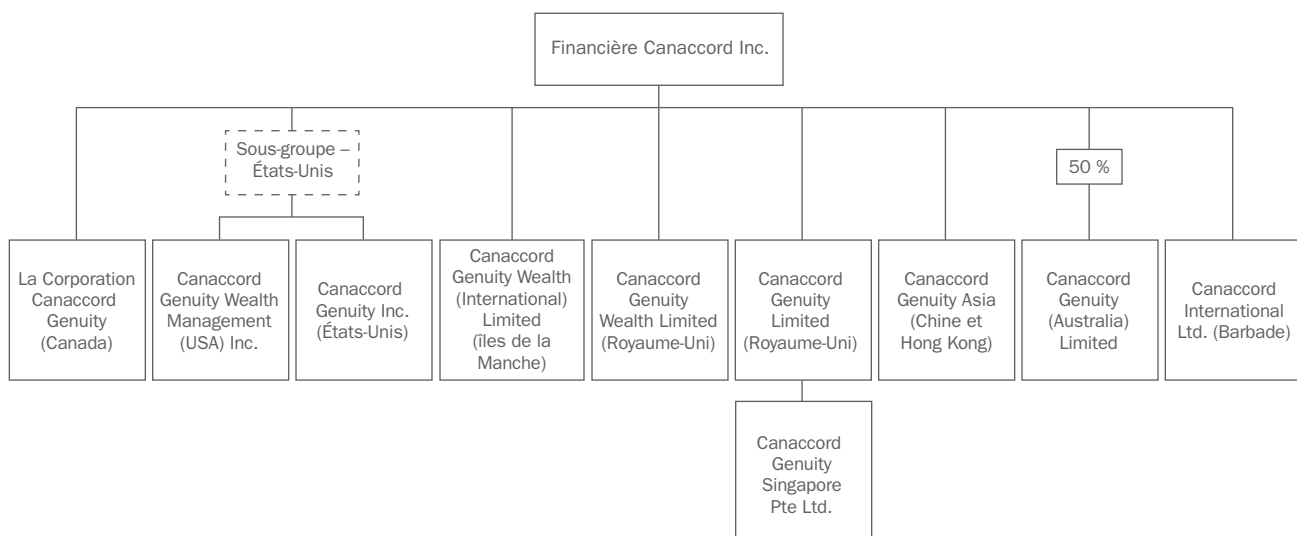 Financière Canaccord Inc.
Sous-groupe –
États-Unis
50 %
La Corporation
Canaccord
Genuity
(Canada)
Canaccord
Genuity Wealth
Management
(USA) Inc.
Canaccord
Genuity Inc.
(États-Unis)
Canaccord
Genuity Wealth
(International)
Limited
(îles de la
Manche)
Canaccord
Genuity
Wealth Limited
(Royaume-Uni)
Canaccord
Genuity
Limited
(Royaume-Uni)
Canaccord
Genuity Asia
(Chine et
Hong Kong)
Canaccord
Genuity
(Australia)
Limited
Canaccord
International
Ltd. (Barbade)
Canaccord
Genuity
Singapore
Pte Ltd.